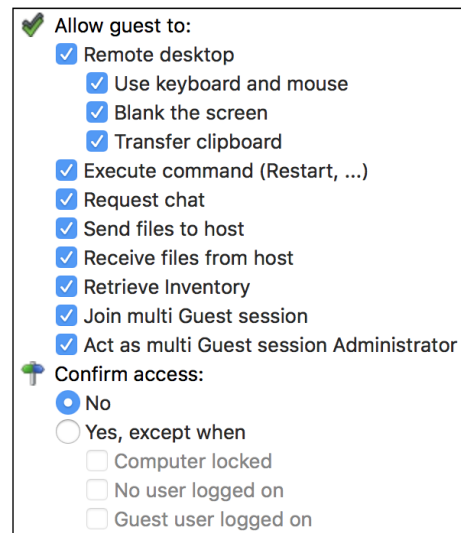 Allow guest to:
Remote desktop
Use keyboard and mouse
Blank the screen
Transfer clipboard
Execute command (Restart, ...)
Request chat
Send files to host
Receive files from host
Retrieve Inventory
Join multi Guest session
Act as multi Guest session Administrator
Confirm access:
No
Yes, except when
Computer locked
No user logged on
Guest user logged on